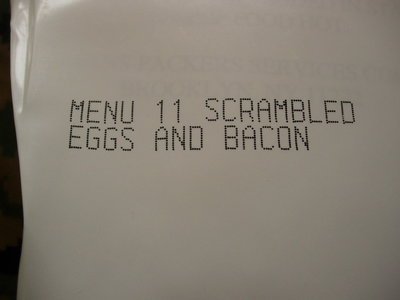 MENU 11 SCRAMBLED
EGGS AND BACON